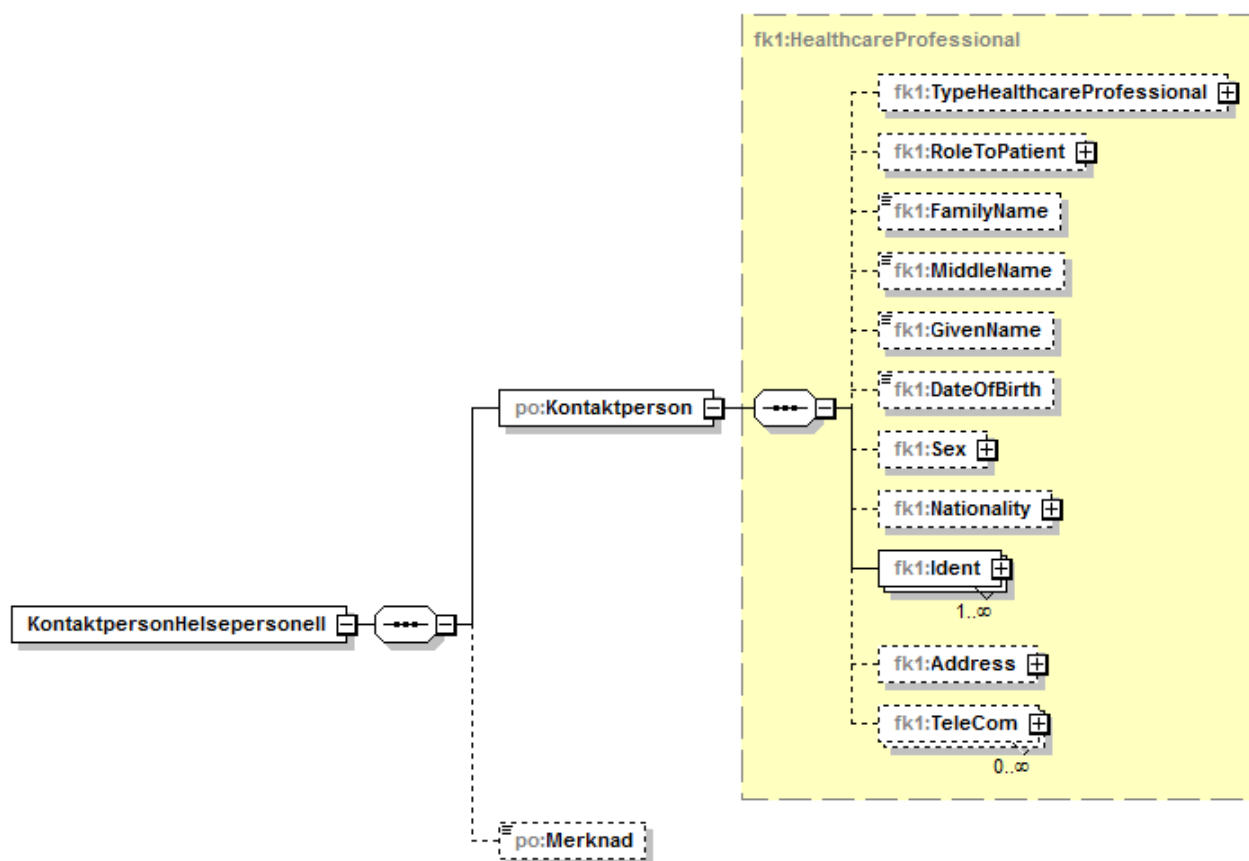 fk1:HealthcareProfessional
fk1:TypeHealthcareProfessional
fk1:RoleToPatient
fk1:FamilyName
fk1:MiddleName
fk1:GivenName
fk1:DateOfBirth
po:Kontaktperson
fk1:Sex
fk1:Nationality
fk1:Ident
1..∞
KontaktpersonHelsepersonell
fk1:Address
fk1:TeleCom
0..∞
po:Merknad